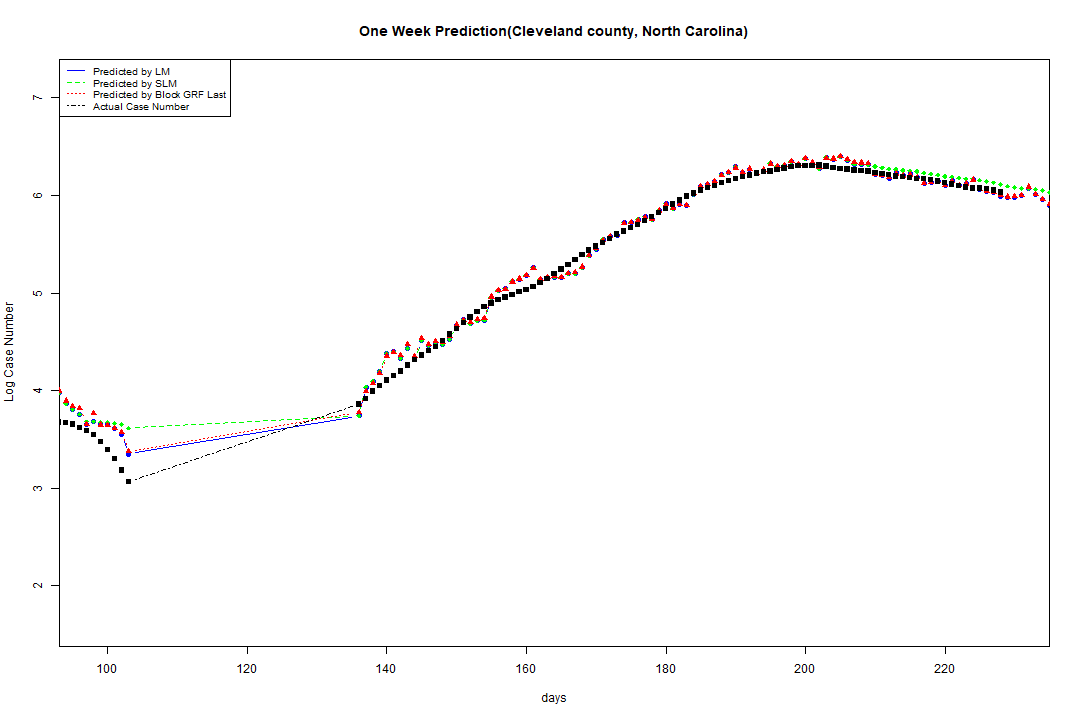 One Week Prediction(Cleveland county, North Carolina)
Predicted by LM
Predicted by SLM
Predicted by Block GRF Last
Actual Case Number
7
6
5
4
3
2
Log Case Number
100 120 140 160 180 200 220
days